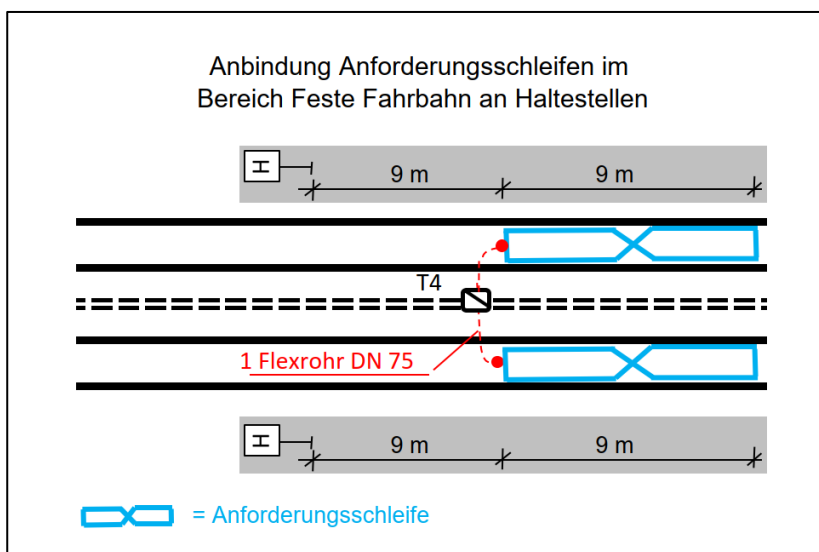 Anbindung Anforderungsschleifen im
Bereich Feste Fahrbahn an Haltestellen
H
9 m 9 m
T4
1 Flexrohr DN 75
H
9 m 9 m
= Anforderungsschleife